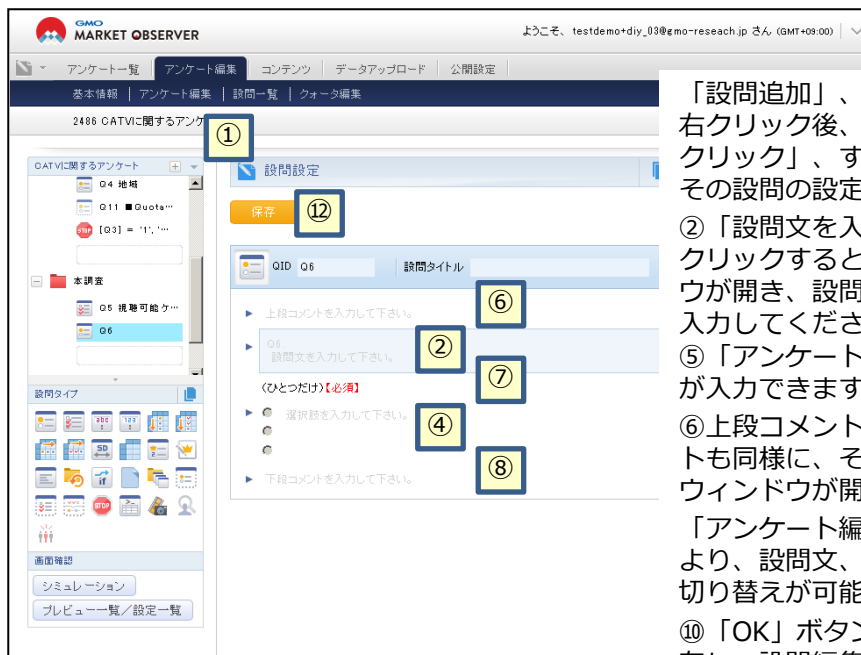 GMO
MARKET OBSERVER
ようこそ、testdemo+diy_03@gmo-reseach.jp さん (GMT+09:00)
アンケート一覧 アンケート編集 コンテンツ データアップロード 公開設定
基本情報 アンケート編集 設問一覧 クォータ編集
2486 CATVに関するアンケ
①
CATVに関するアンケート
Q4 地域
Q11 ■Quota…
[Q3] = '1', '…
本調査
Q5 視聴可能ケ…
Q6
設問タイプ
画面確認
シミュレーション
プレビュー一覧／設定一覧
設問設定
保存
⑫
QID Q6 設問タイトル
上段コメントを入力して下さい。
⑥
Q6
設問文を入力して下さい。
②
⑦
(ひとつだけ)【必須】
選択肢を入力して下さい。
④
下段コメントを入力して下さい。
⑧
「設問追加」、
右クリック後、
クリック」、す
その設問の設定
②「設問文を入
クリックすると
ウが開き、設問
入力してくださ
⑤「アンケート
が入力できます
⑥上段コメント
トも同様に、そ
ウィンドウが開
「アンケート編
より、設問文、
切り替えが可能
⑩「OK」ボタン